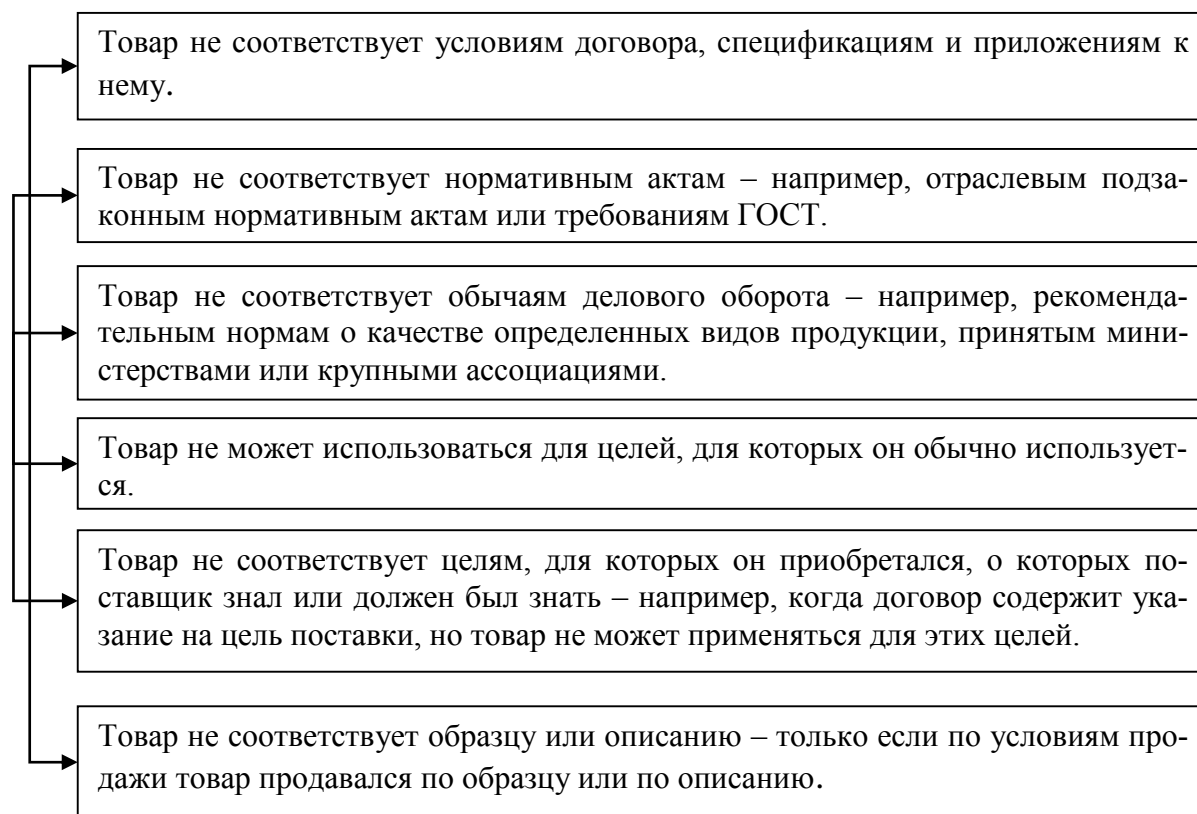 Товар не соответствует условиям договора, спецификациям и приложениям к
нему.
Товар не соответствует нормативным актам – например, отраслевым подза-
конным нормативным актам или требованиям ГОСТ.
Товар не соответствует обычаям делового оборота – например, рекоменда-
тельным нормам о качестве определенных видов продукции, принятым мини-
стерствами или крупными ассоциациями.
Товар не может использоваться для целей, для которых он обычно использует-
ся.
Товар не соответствует целям, для которых он приобретался, о которых по-
ставщик знал или должен был знать – например, когда договор содержит ука-
зание на цель поставки, но товар не может применяться для этих целей.
Товар не соответствует образцу или описанию – только если по условиям про-
дажи товар продавался по образцу или по описанию.